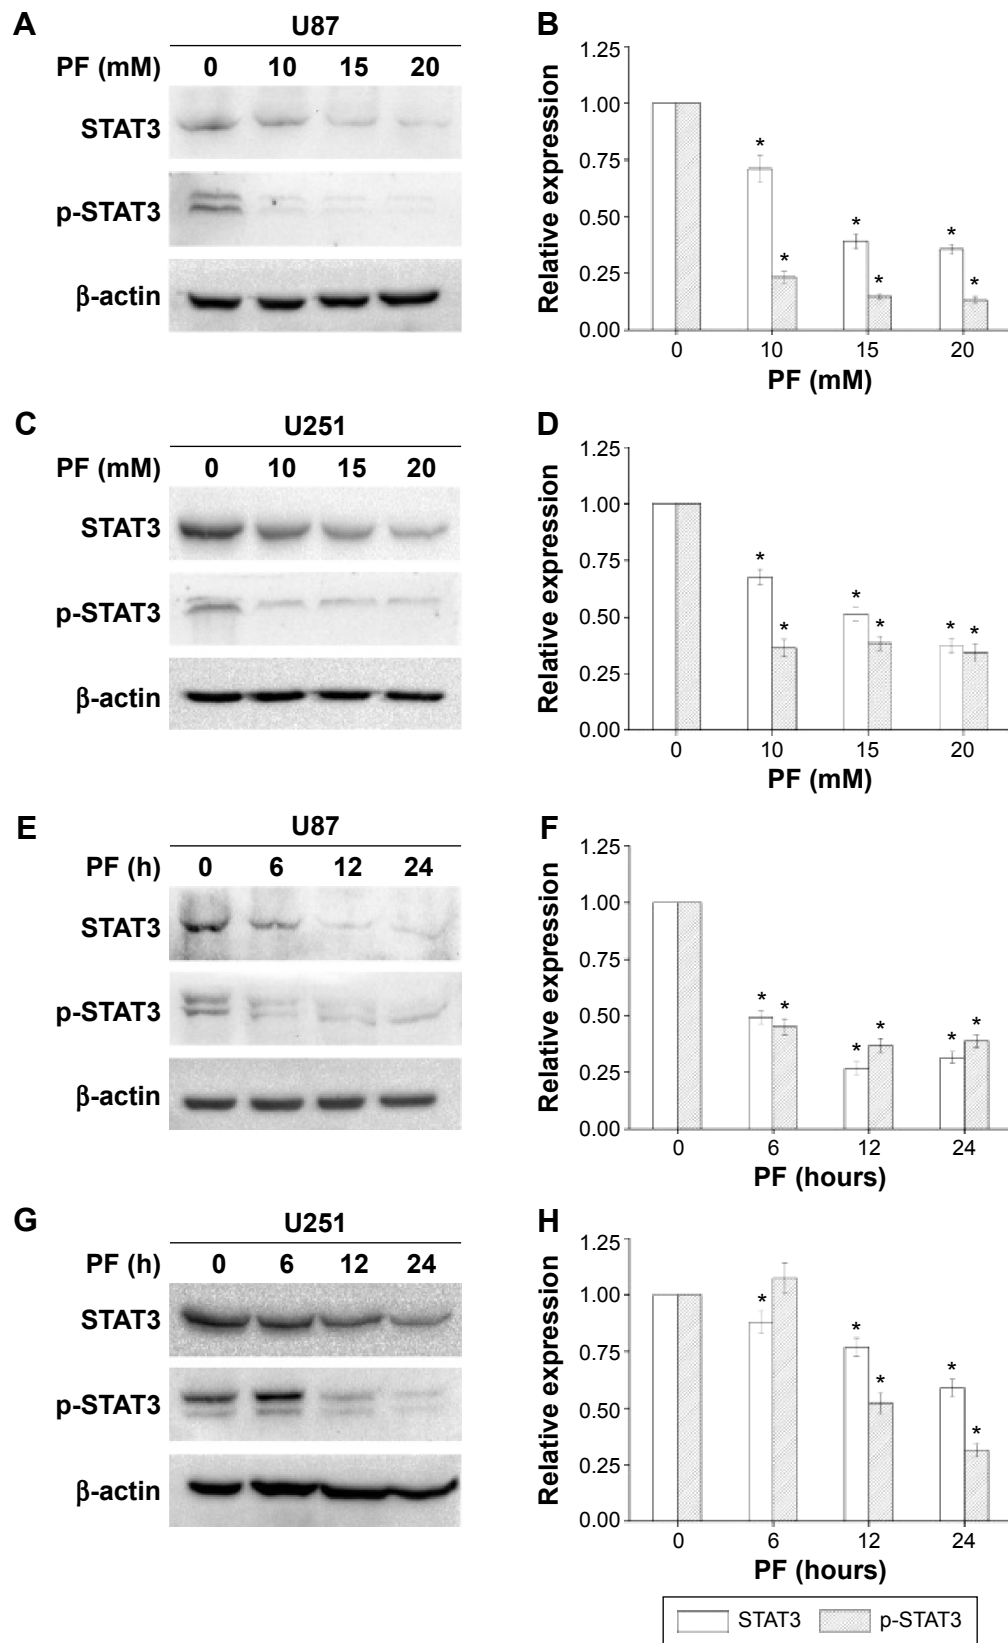 A
U87
PF (mM) 0 10 15 20
STAT3
p-STAT3
β-actin
B
Relative expression
1.25
1.00
0.75
0.50
0.25
0.00
* * * * * *
0 10 15 20
PF (mM)
C
U251
PF (mM) 0 10 15 20
STAT3
p-STAT3
β-actin
D
Relative expression
1.25
1.00
0.75
0.50
0.25
0.00
* * * * * *
0 10 15 20
PF (mM)
E
U87
PF (h) 0 6 12 24
STAT3
p-STAT3
β-actin
F
Relative expression
1.25
1.00
0.75
0.50
0.25
0.00
* * * * * *
0 6 12 24
PF (hours)
G
U251
PF (h) 0 6 12 24
STAT3
p-STAT3
β-actin
H
Relative expression
1.25
1.00
0.75
0.50
0.25
0.00
* * * * *
0 6 12 24
PF (hours)
STAT3 p-STAT3